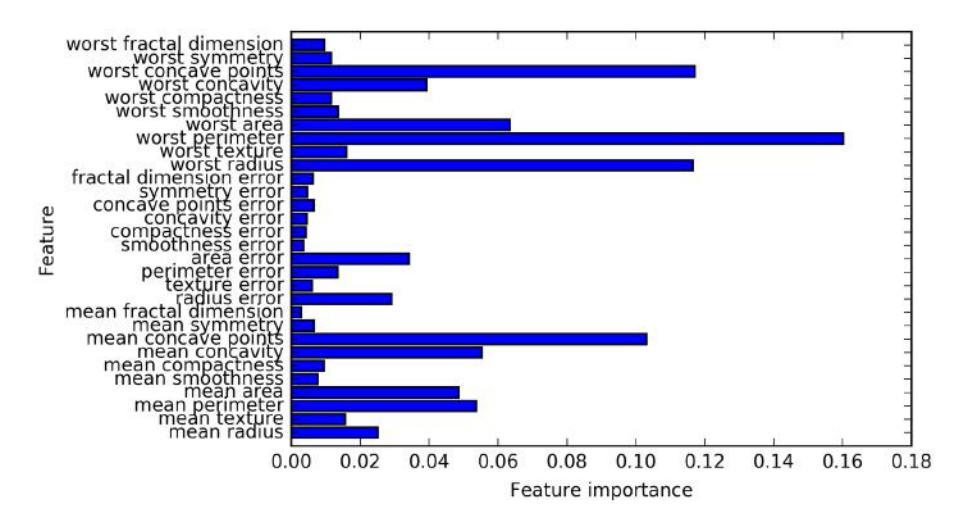 worst fractal dimension
worst symmetry
worst concave points
worst concavity
worst compactness
worst smoothness
worst area
worst perimeter
worst texture
worst radius
fractal dimension error
symmetry error
concave points error
concavity error
compactness error
smoothness error
area error
perimeter error
texture error
radius error
mean fractal dimension
mean symmetry
mean concave points
mean concavity
mean compactness
mean smoothness
mean area
mean perimeter
mean texture
mean radius
Feature
0.00 0.02 0.04 0.06 0.08 0.10 0.12 0.14 0.16 0.18
Feature importance